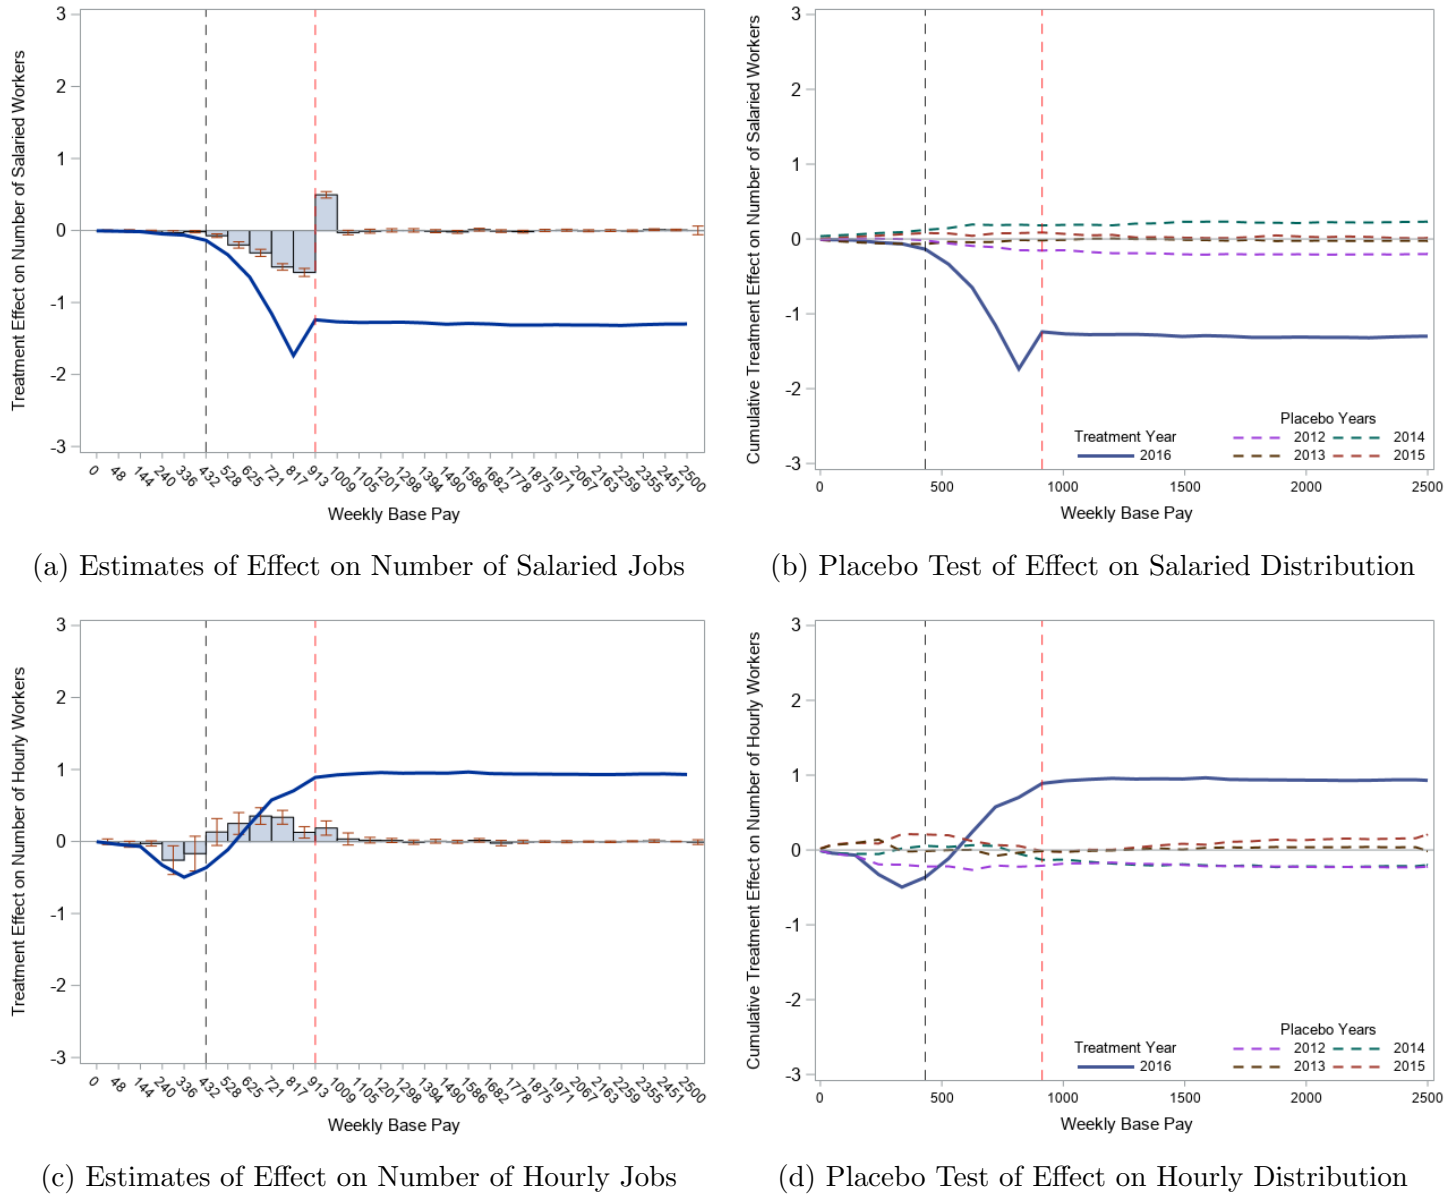 Treatment Effect on Number of Salaried Workers
3
2
1
0
-1
-2
-3
0 48 144 240 336 432 528 625 721 817 913 1009 1105 1201 1298 1394 1490 1586 1682 1778 1875 1971 2067 2163 2259 2355 2451 2500
Weekly Base Pay
(a) Estimates of Effect on Number of Salaried Jobs
Cumulative Treatment Effect on Number of Salaried Workers
3
2
1
0
-1
-2
-3
Placebo Years
Treatment Year
2012
2014
2016
2013
2015
0 500 1000 1500 2000 2500
Weekly Base Pay
(b) Placebo Test of Effect on Salaried Distribution
Treatment Effect on Number of Hourly Workers
3
2
1
0
-1
-2
-3
0 48 144 240 336 432 528 625 721 817 913 1009 1105 1201 1298 1394 1490 1586 1682 1778 1875 1971 2067 2163 2259 2355 2451 2500
Weekly Base Pay
(c) Estimates of Effect on Number of Hourly Jobs
Cumulative Treatment Effect on Number of Hourly Workers
3
2
1
0
-1
-2
-3
Placebo Years
Treatment Year
2012
2014
2016
2013
2015
0 500 1000 1500 2000 2500
Weekly Base Pay
(d) Placebo Test of Effect on Hourly Distribution